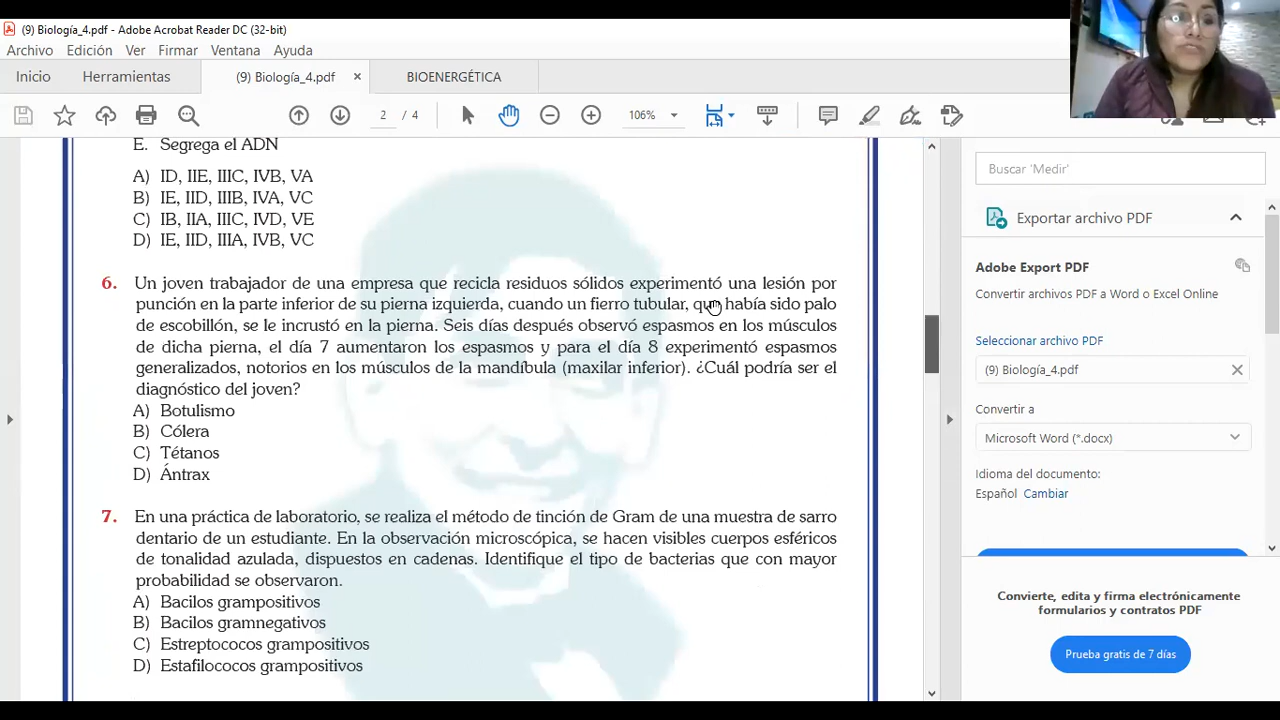 (9) Biología_4.pdf - Adobe Acrobat Reader DC (32-bit)
Archivo Edición Ver Firmar Ventana Ayuda
Inicio Herramientas (9) Biología_4.pdf × BIOENERGÉTICA
2 / 4 106%
E. Segrega el ADN
A) ID, IIE, IIIC, IVB, VA
B) IE, IID, IIIB, IVA, VC
C) IB, IIA, IIIC, IVD, VE
D) IE, IID, IIIA, IVB, VC
6. Un joven trabajador de una empresa que recicla residuos sólidos experimentó una lesión por
punción en la parte inferior de su pierna izquierda, cuando un fierro tubular, que había sido palo
de escobillón, se le incrustó en la pierna. Seis días después observó espasmos en los músculos
de dicha pierna, el día 7 aumentaron los espasmos y para el día 8 experimentó espasmos
generalizados, notorios en los músculos de la mandíbula (maxilar inferior). ¿Cuál podría ser el
diagnóstico del joven?
A) Botulismo
B) Cólera
C) Tétanos
D) Ántrax
7. En una práctica de laboratorio, se realiza el método de tinción de Gram de una muestra de sarro
dentario de un estudiante. En la observación microscópica, se hacen visibles cuerpos esféricos
de tonalidad azulada, dispuestos en cadenas. Identifique el tipo de bacterias que con mayor
probabilidad se observaron.
A) Bacilos grampositivos
B) Bacilos gramnegativos
C) Estreptococos grampositivos
D) Estafilococos grampositivos
Buscar 'Medir'
Exportar archivo PDF
Adobe Export PDF
Convertir archivos PDF a Word o Excel Online
Seleccionar archivo PDF
(9) Biología_4.pdf
Convertir a
Microsoft Word (*.docx)
Idioma del documento:
Español Cambiar
Convierte, edita y firma electrónicamente
formularios y contratos PDF
Prueba gratis de 7 días